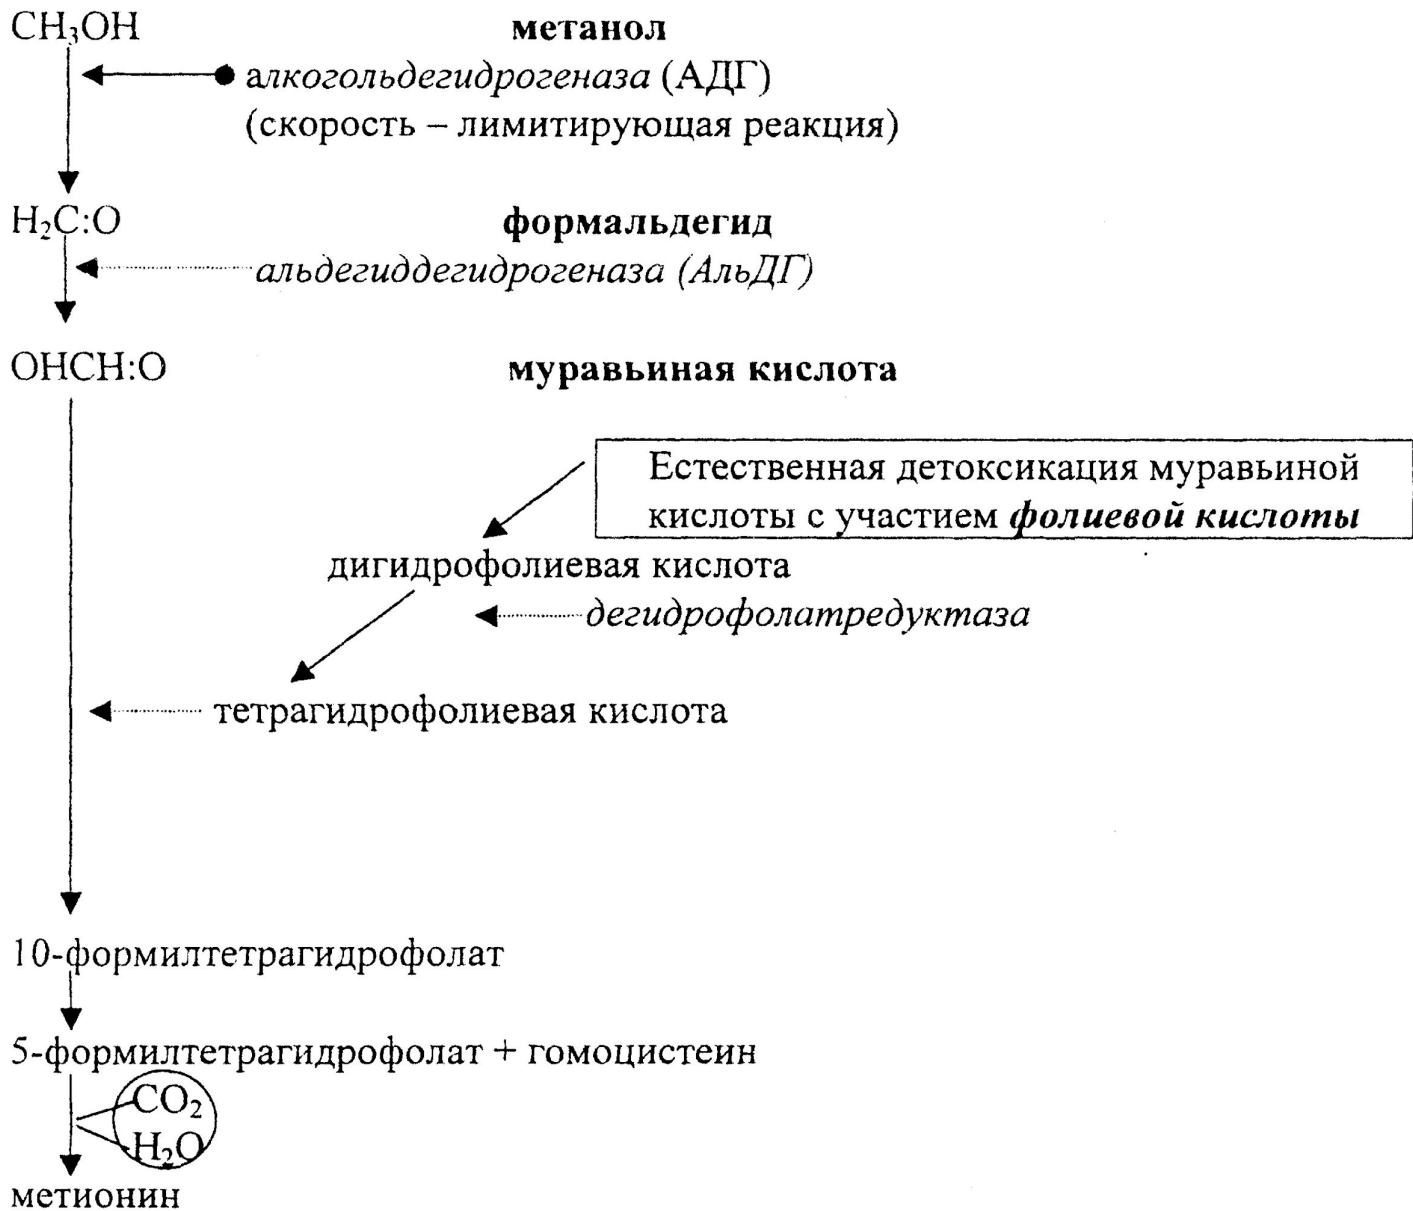 CH₃OH метанол
алкогольдегидрогеназа (АДГ)
(скорость – лимитирующая реакция)
H₂C:O формальдегид
альдегиддегидрогеназа (АльДГ)
OHCH:O муравьиная кислота
Естественная детоксикация муравьиной
кислоты с участием фолиевой кислоты
дигидрофолиевая кислота
дегидрофолатредуктаза
тетрагидрофолиевая кислота
10-формилтетрагидрофолат
5-формилтетрагидрофолат + гомоцистеин
CO₂
H₂O
метионин